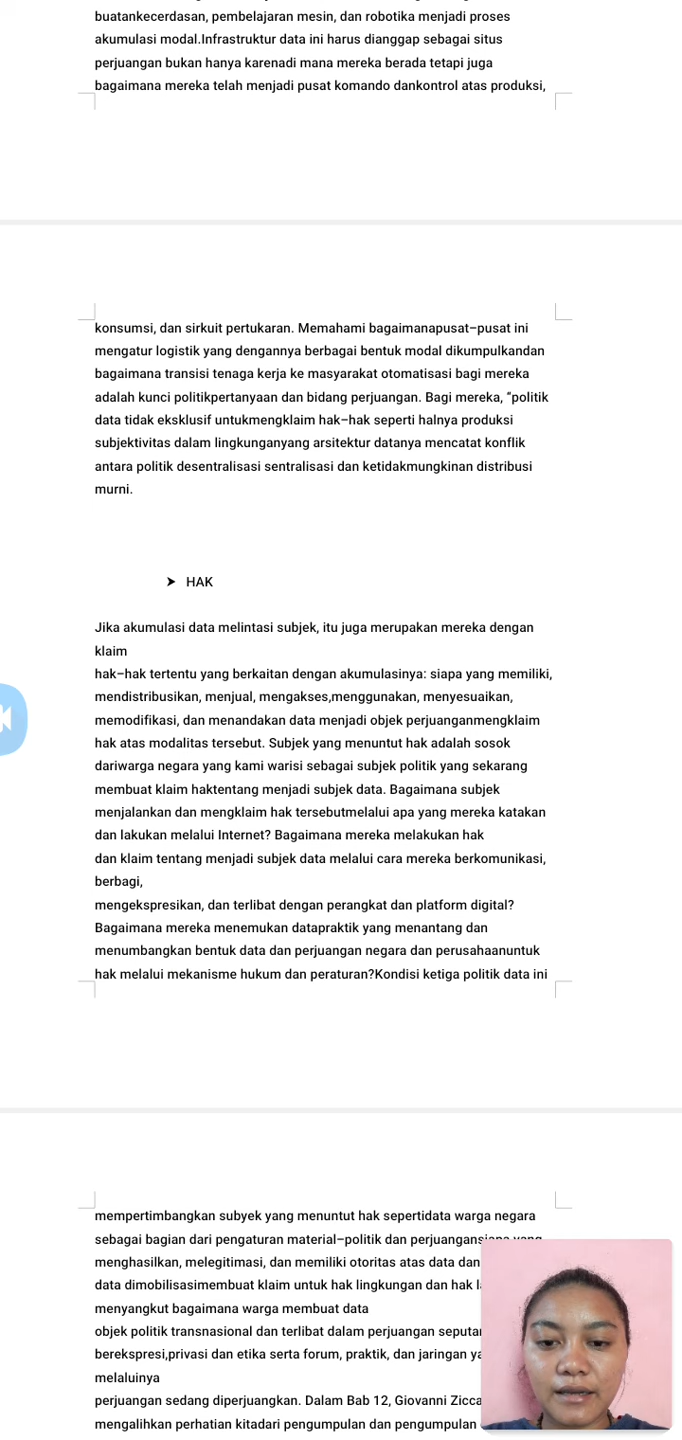 buatankecerdasan, pembelajaran mesin, dan robotika menjadi proses
akumulasi modal.Infrastruktur data ini harus dianggap sebagai situs
perjuangan bukan hanya karenadi mana mereka berada tetapi juga
bagaimana mereka telah menjadi pusat komando dankontrol atas produksi,
konsumsi, dan sirkuit pertukaran. Memahami bagaimanapusat–pusat ini
mengatur logistik yang dengannya berbagai bentuk modal dikumpulkandan
bagaimana transisi tenaga kerja ke masyarakat otomatisasi bagi mereka
adalah kunci politikpertanyaan dan bidang perjuangan. Bagi mereka, “politik
data tidak eksklusif untukmengklaim hak–hak seperti halnya produksi
subjektivitas dalam lingkunganyang arsitektur datanya mencatat konflik
antara politik desentralisasi sentralisasi dan ketidakmungkinan distribusi
murni.
➤ HAK
Jika akumulasi data melintasi subjek, itu juga merupakan mereka dengan
klaim
hak–hak tertentu yang berkaitan dengan akumulasinya: siapa yang memiliki,
mendistribusikan, menjual, mengakses,menggunakan, menyesuaikan,
memodifikasi, dan menandakan data menjadi objek perjuanganmengklaim
hak atas modalitas tersebut. Subjek yang menuntut hak adalah sosok
dariwarga negara yang kami warisi sebagai subjek politik yang sekarang
membuat klaim haktentang menjadi subjek data. Bagaimana subjek
menjalankan dan mengklaim hak tersebutmelalui apa yang mereka katakan
dan lakukan melalui Internet? Bagaimana mereka melakukan hak
dan klaim tentang menjadi subjek data melalui cara mereka berkomunikasi,
berbagi,
mengekspresikan, dan terlibat dengan perangkat dan platform digital?
Bagaimana mereka menemukan datapraktik yang menantang dan
menumbangkan bentuk data dan perjuangan negara dan perusahaanuntuk
hak melalui mekanisme hukum dan peraturan?Kondisi ketiga politik data ini
mempertimbangkan subyek yang menuntut hak sepertidata warga negara
sebagai bagian dari pengaturan material–politik dan perjuangansiapa yang
menghasilkan, melegitimasi, dan memiliki otoritas atas data dan
data dimobilisasimembuat klaim untuk hak lingkungan dan hak
menyangkut bagaimana warga membuat data
objek politik transnasional dan terlibat dalam perjuangan
berekspresi,privasi dan etika serta forum, praktik, dan jaringan
melaluinya
perjuangan sedang diperjuangkan. Dalam Bab 12, Giovanni
mengalihkan perhatian kitadari pengumpulan dan pengumpulan